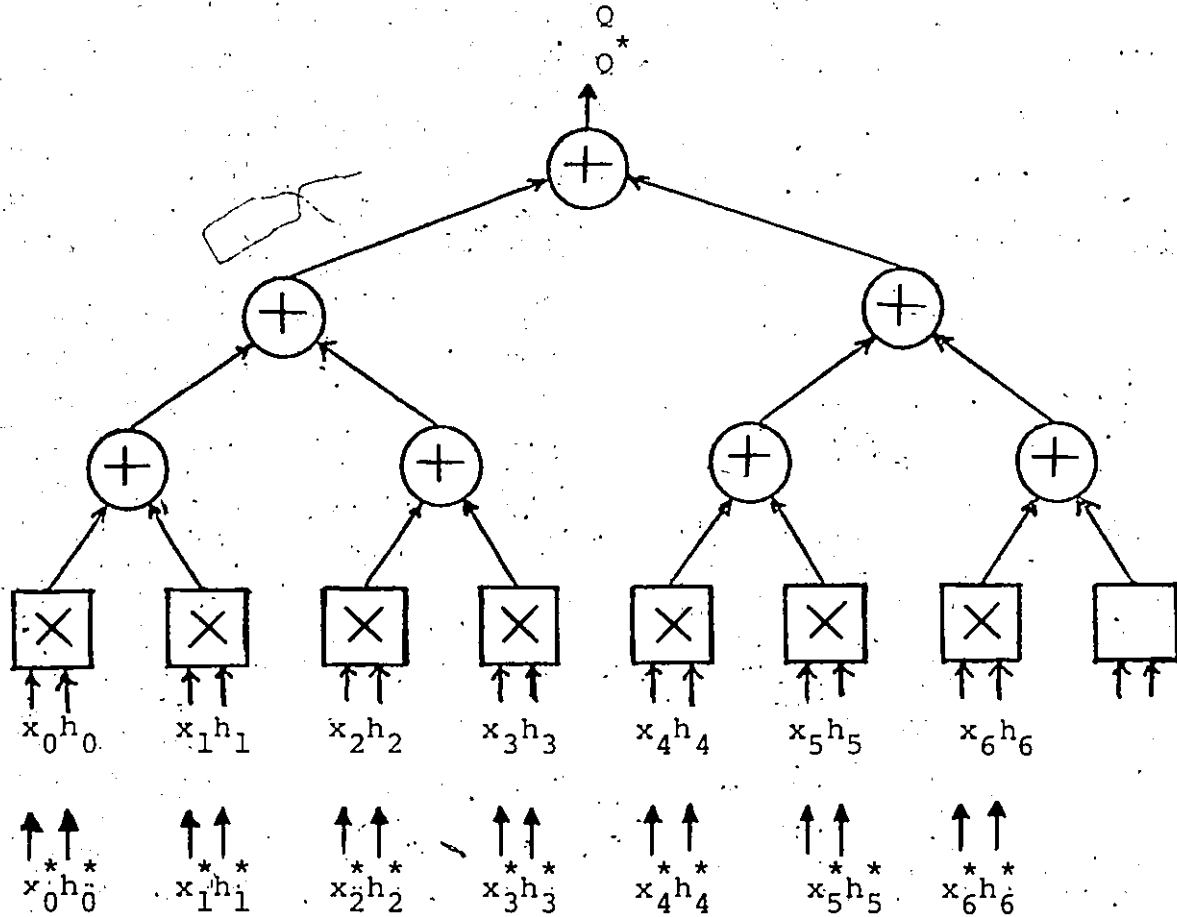 Q
Q*
+
+ +
+ + + +
× × × × × × ×
x₀h₀ x₁h₁ x₂h₂ x₃h₃ x₄h₄ x₅h₅ x₆h₆
x₀*h₀* x₁*h₁* x₂*h₂* x₃*h₃* x₄*h₄* x₅*h₅* x₆*h₆*